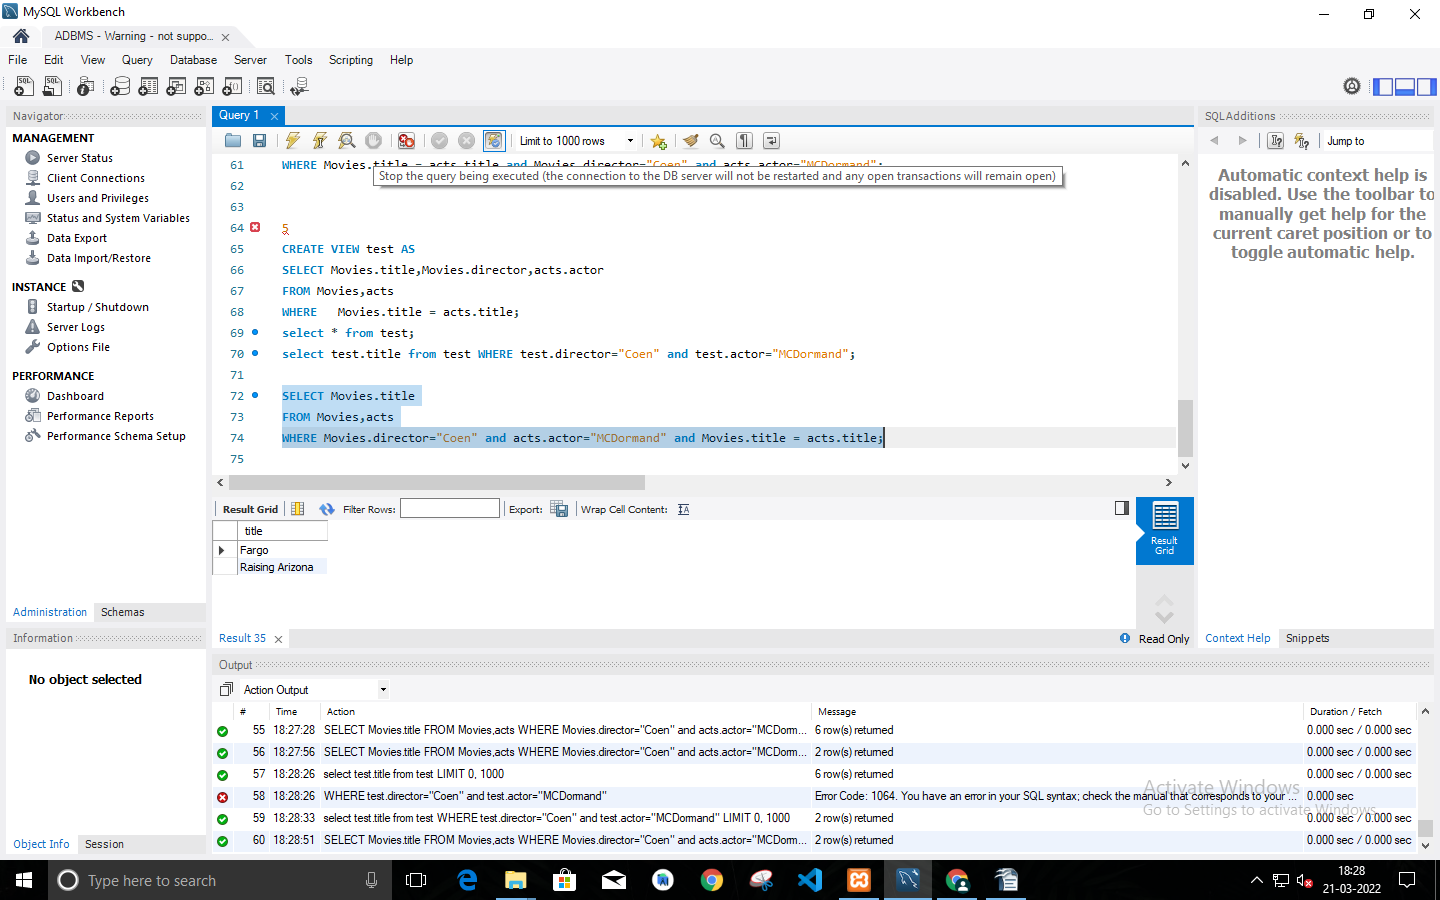 MySQL Workbench
ADBMS - Warning - not suppo...
File Edit View Query Database Server Tools Scripting Help
Navigator
MANAGEMENT
Server Status
Client Connections
Users and Privileges
Status and System Variables
Data Export
Data Import/Restore
INSTANCE
Startup / Shutdown
Server Logs
Options File
PERFORMANCE
Dashboard
Performance Reports
Performance Schema Setup
Administration Schemas
Information
No object selected
Object Info Session
Query 1
Limit to 1000 rows
61 WHERE Movies.title = acts.title and Movies.director="Coen" and acts.actor="MCDormand";
Stop the query being executed (the connection to the DB server will not be restarted and any open transactions will remain open)
62
63
64 5
65 CREATE VIEW test AS
66 SELECT Movies.title,Movies.director,acts.actor
67 FROM Movies,acts
68 WHERE Movies.title = acts.title;
69 select * from test;
70 select test.title from test WHERE test.director="Coen" and test.actor="MCDormand";
71
72 SELECT Movies.title
73 FROM Movies,acts
74 WHERE Movies.director="Coen" and acts.actor="MCDormand" and Movies.title = acts.title;
75
Result Grid Filter Rows: Export: Wrap Cell Content:
title
Fargo
Raising Arizona
Result Grid
Result 35
Read Only
SQLAdditions
Jump to
Automatic context help is
disabled. Use the toolbar to
manually get help for the
current caret position or to
toggle automatic help.
Context Help Snippets
Output
Action Output
# Time Action Message Duration / Fetch
55 18:27:28 SELECT Movies.title FROM Movies,acts WHERE Movies.director="Coen" and acts.actor="MCDorm... 6 row(s) returned 0.000 sec / 0.000 sec
56 18:27:56 SELECT Movies.title FROM Movies,acts WHERE Movies.director="Coen" and acts.actor="MCDorm... 2 row(s) returned 0.000 sec / 0.000 sec
57 18:28:26 select test.title from test LIMIT 0, 1000 6 row(s) returned 0.000 sec / 0.000 sec
58 18:28:26 WHERE test.director="Coen" and test.actor="MCDormand" Error Code: 1064. You have an error in your SQL syntax; check the manual that corresponds to your ... 0.000 sec
59 18:28:33 select test.title from test WHERE test.director="Coen" and test.actor="MCDormand" LIMIT 0, 1000 2 row(s) returned 0.000 sec / 0.000 sec
60 18:28:51 SELECT Movies.title FROM Movies,acts WHERE Movies.director="Coen" and acts.actor="MCDorm... 2 row(s) returned 0.000 sec / 0.000 sec
Activate Windows
Go to Settings to activate Windows.
Type here to search
18:28
21-03-2022